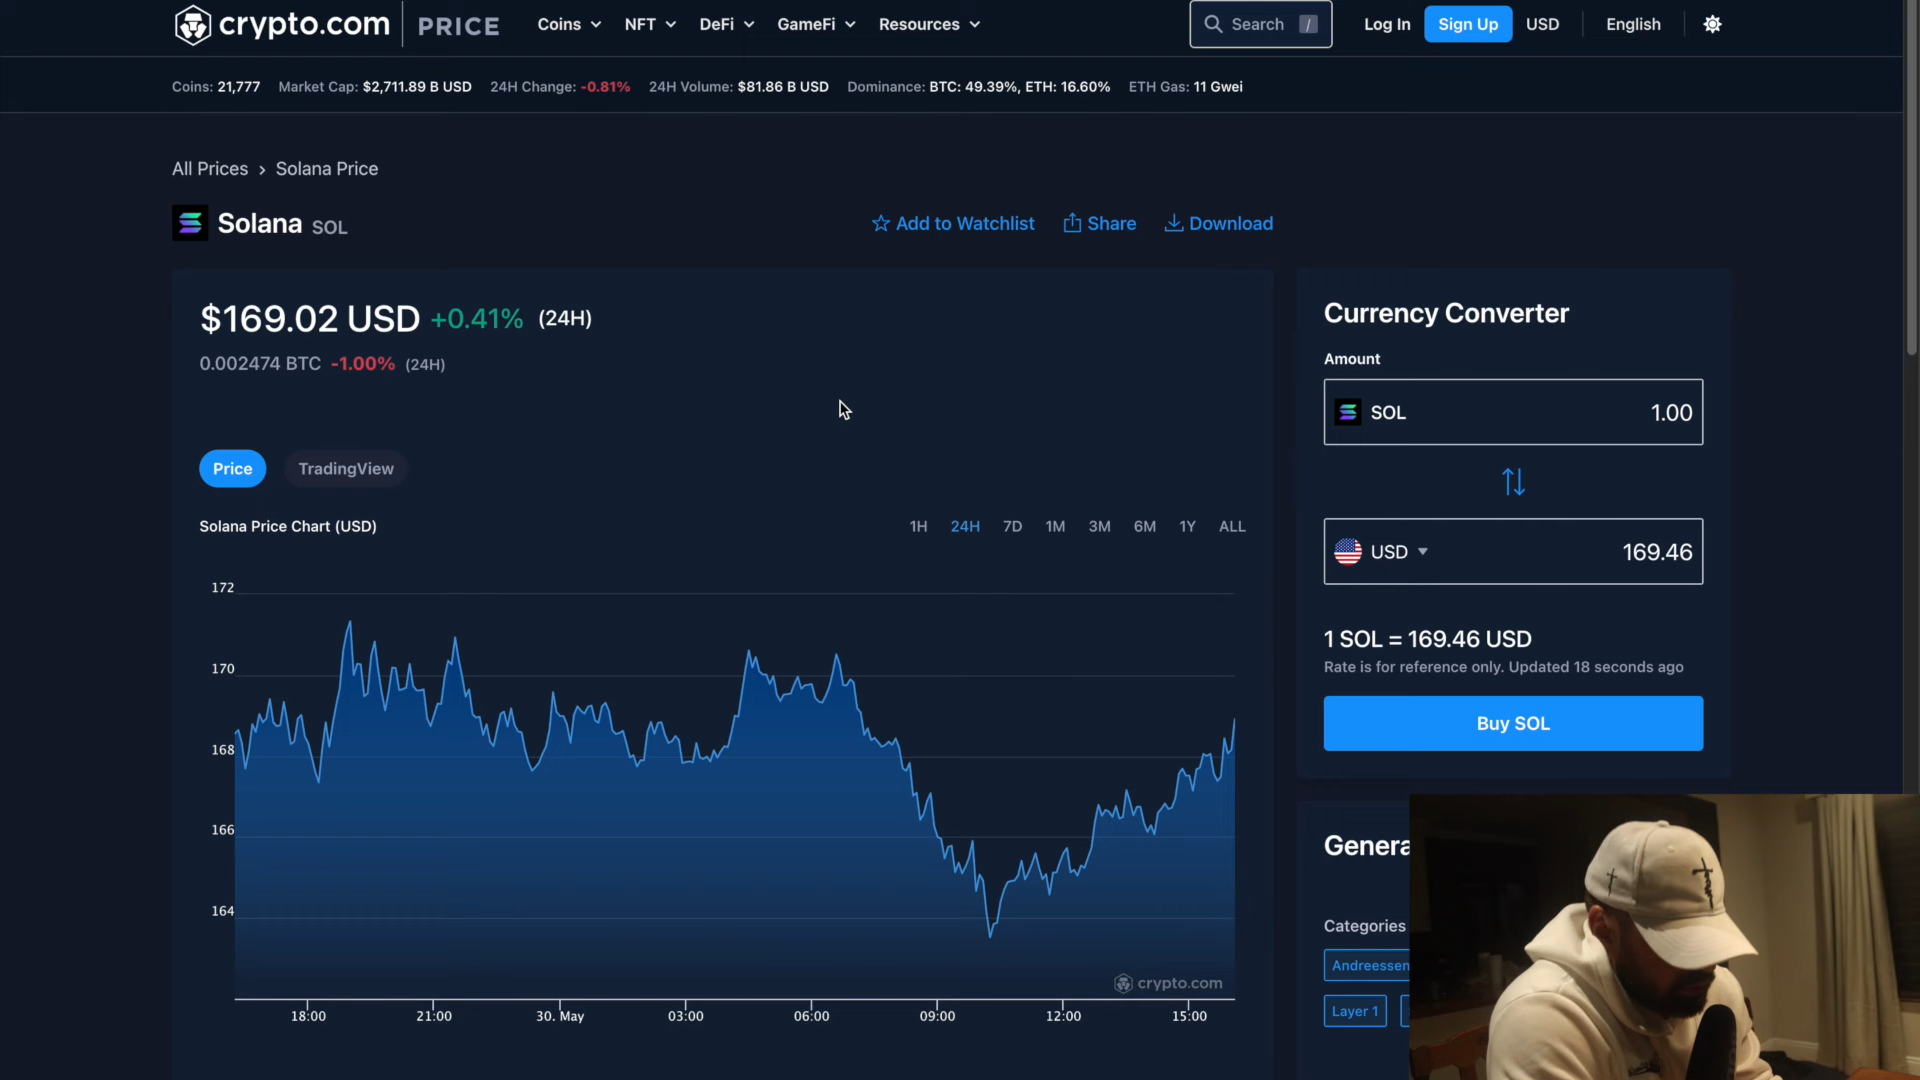 crypto.com PRICE Coins NFT DeFi GameFi Resources Search / Log In Sign Up USD English
Coins: 21,777 Market Cap: $2,711.89 B USD 24H Change: -0.81% 24H Volume: $81.86 B USD Dominance: BTC: 49.39%, ETH: 16.60% ETH Gas: 11 Gwei
All Prices > Solana Price
Solana SOL Add to Watchlist Share Download
$169.02 USD +0.41% (24H)
0.002474 BTC -1.00% (24H)
Price TradingView
Solana Price Chart (USD) 1H 24H 7D 1M 3M 6M 1Y ALL
172
170
168
166
164
crypto.com
18:00 21:00 30. May 03:00 06:00 09:00 12:00 15:00
Currency Converter
Amount
SOL 1.00
USD 169.46
1 SOL = 169.46 USD
Rate is for reference only. Updated 18 seconds ago
Buy SOL
Genera
Categories
Andreessen
Layer 1